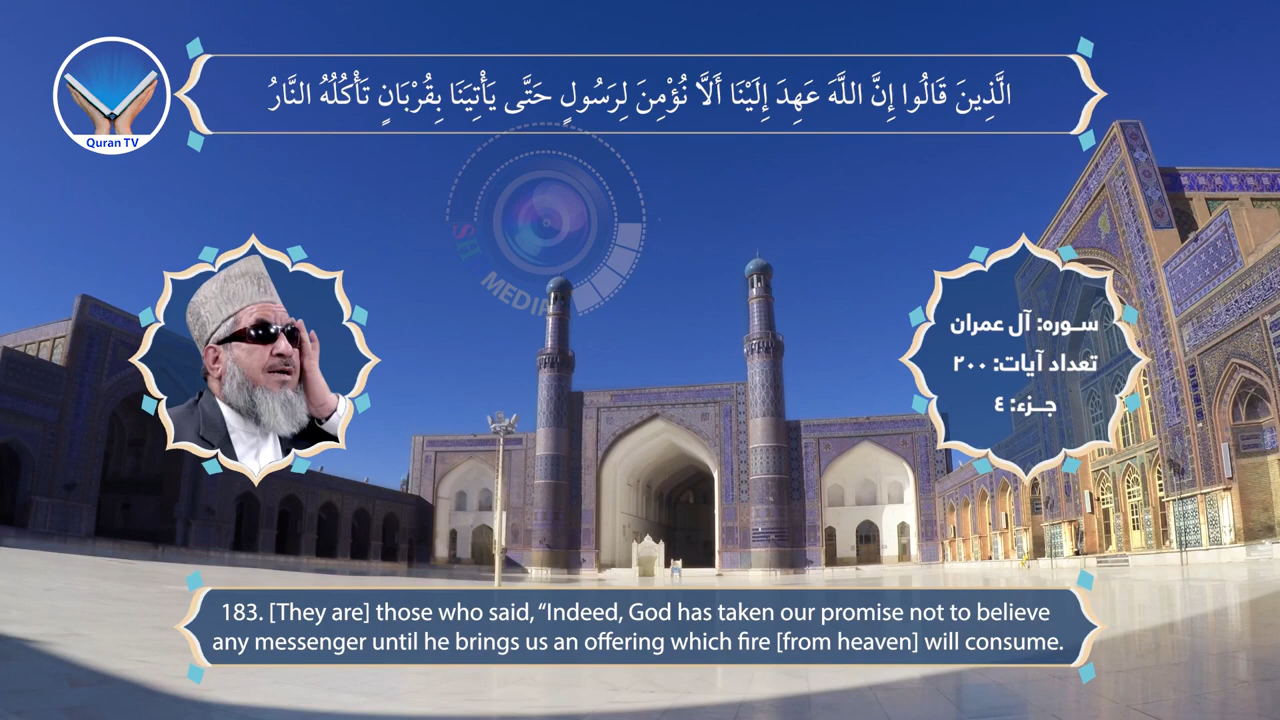 الَّذِينَ قَالُوا إِنَّ اللَّهَ عَهِدَ إِلَيْنَا أَلَّا نُؤْمِنَ لِرَسُولٍ حَتَّى يَأْتِيَنَا بِقُرْبَانٍ تَأْكُلُهُ النَّارُ
Quran TV
SH
MEDIA
سـوره: آل عمران
تعداد آیات: ۲۰۰
جـزء: ٤
183. [They are] those who said, “Indeed, God has taken our promise not to believe
any messenger until he brings us an offering which fire [from heaven] will consume.